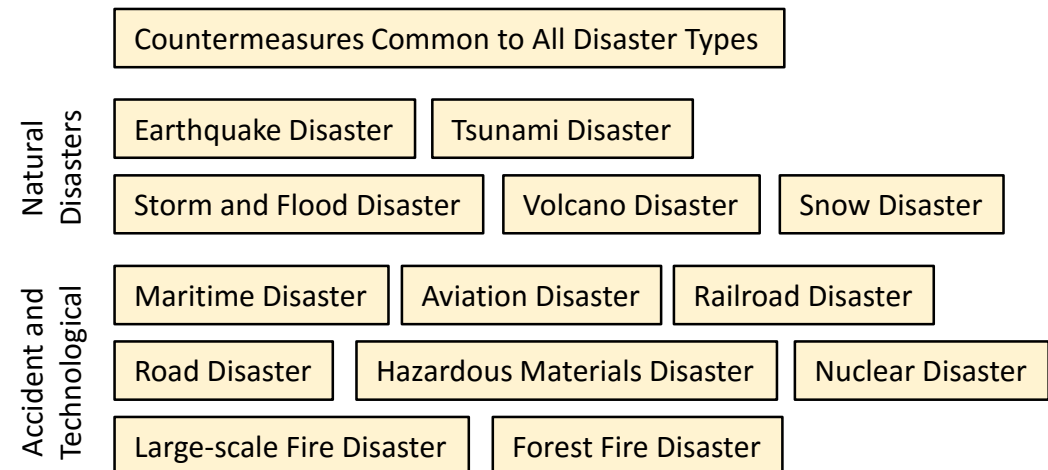 Countermeasures Common to All Disaster Types
Natural
Disasters
Earthquake Disaster
Tsunami Disaster
Storm and Flood Disaster
Volcano Disaster
Snow Disaster
Accident and
Technological
Maritime Disaster
Aviation Disaster
Railroad Disaster
Road Disaster
Hazardous Materials Disaster
Nuclear Disaster
Large-scale Fire Disaster
Forest Fire Disaster